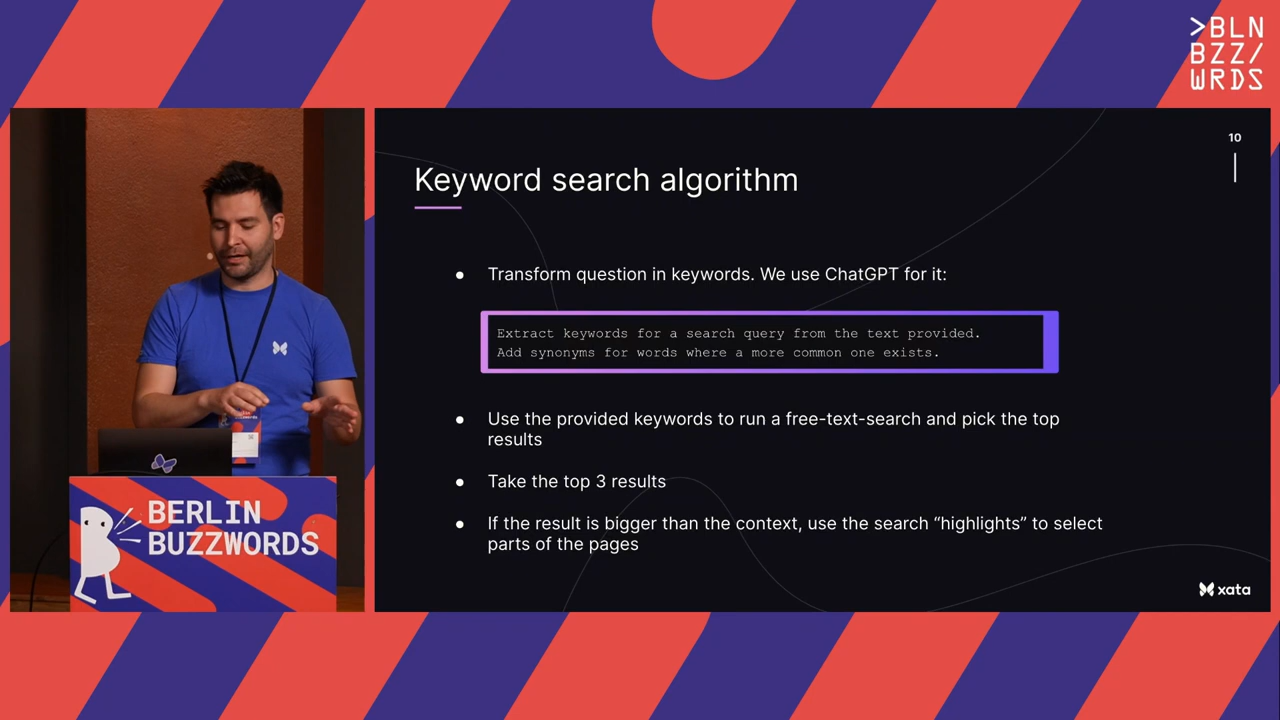 >BLN
BZZ/
WRDS
10
Keyword search algorithm
● Transform question in keywords. We use ChatGPT for it:
Extract keywords for a search query from the text provided.
Add synonyms for words where a more common one exists.
● Use the provided keywords to run a free-text-search and pick the top
results
● Take the top 3 results
● If the result is bigger than the context, use the search “highlights” to select
parts of the pages
xata
BERLIN
BUZZWORDS